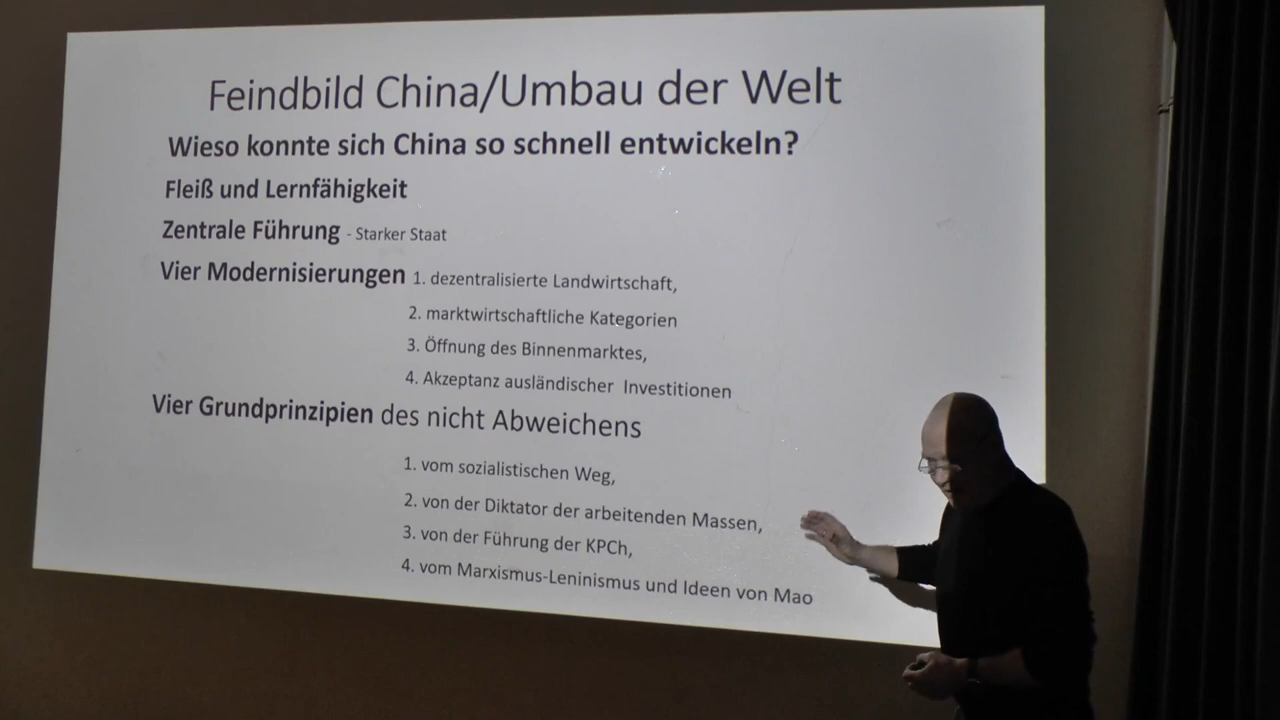 Feindbild China/Umbau der Welt
Wieso konnte sich China so schnell entwickeln?
Fleiß und Lernfähigkeit
Zentrale Führung - Starker Staat
Vier Modernisierungen 1. dezentralisierte Landwirtschaft,
2. marktwirtschaftliche Kategorien
3. Öffnung des Binnenmarktes,
4. Akzeptanz ausländischer Investitionen
Vier Grundprinzipien des nicht Abweichens
1. vom sozialistischen Weg,
2. von der Diktator der arbeitenden Massen,
3. von der Führung der KPCh,
4. vom Marxismus-Leninismus und Ideen von Mao